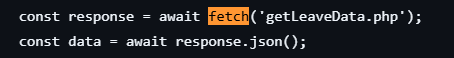 const response = await fetch('getLeaveData.php');
const data = await response.json();